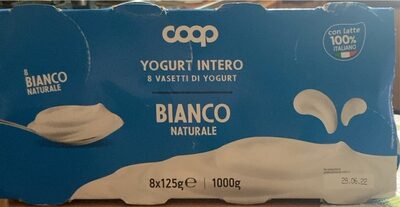 coop
YOGURT INTERO
8 VASETTI DI YOGURT
BIANCO
NATURALE
8x125g℮ | 1000g
8
BIANCO
NATURALE
con latte
100%
ITALIANO
28.06.22